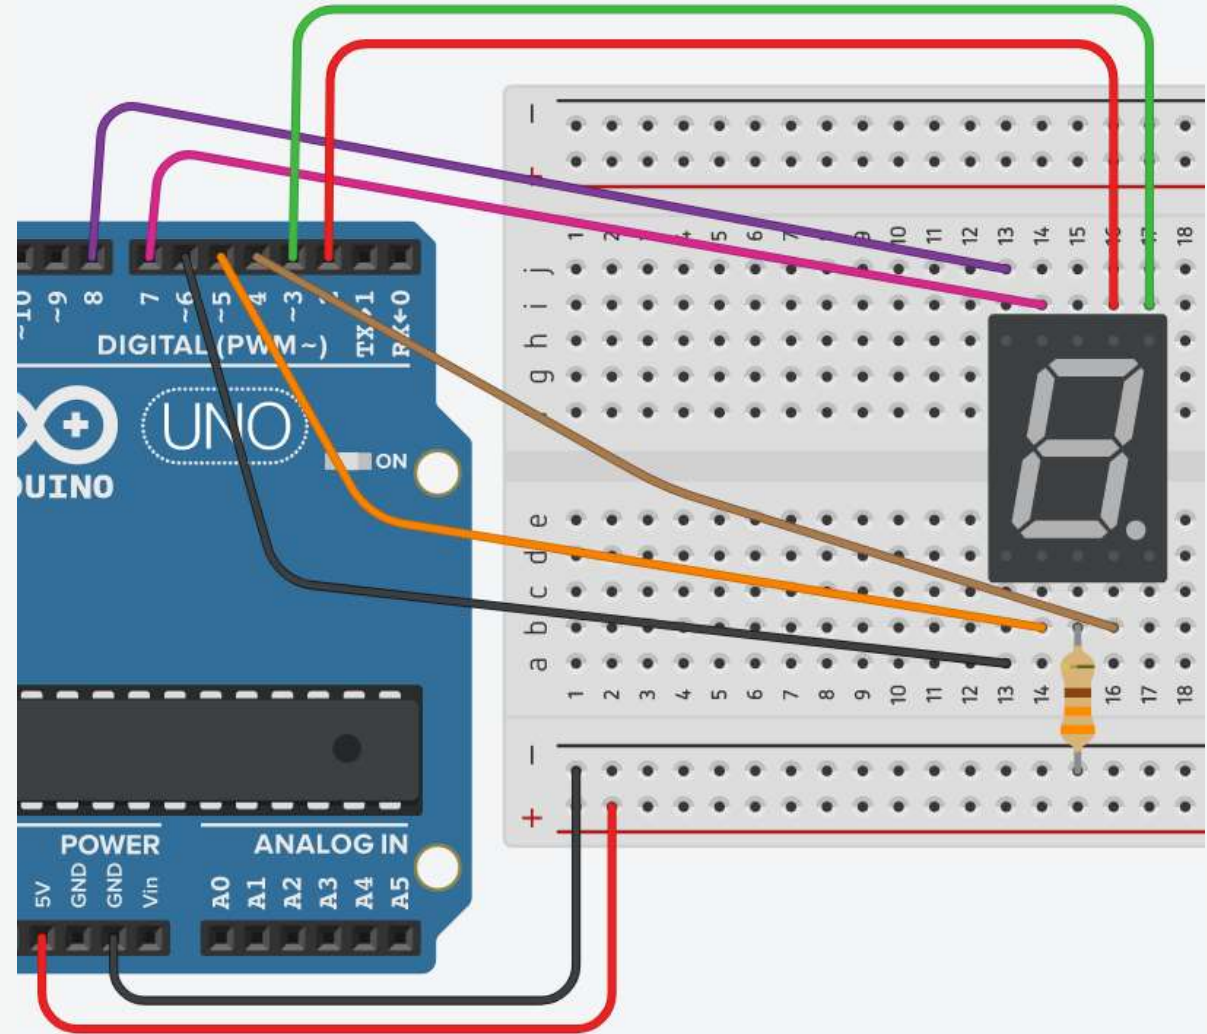 − 
+
1 2 3 4 5 6 7 8 9 10 11 12 13 14 15 16 17 18
j
i
h
g
~10 ~9 8 7 ~6 ~5 4 ~3 2 TX→1 RX←0
DIGITAL (PWM~)
UNO
ON
UINO
e
d
c
b
a
1 2 3 4 5 6 7 8 9 10 11 12 13 14 15 16 17 18
−
+
POWER
ANALOG IN
5V GND GND Vin A0 A1 A2 A3 A4 A5